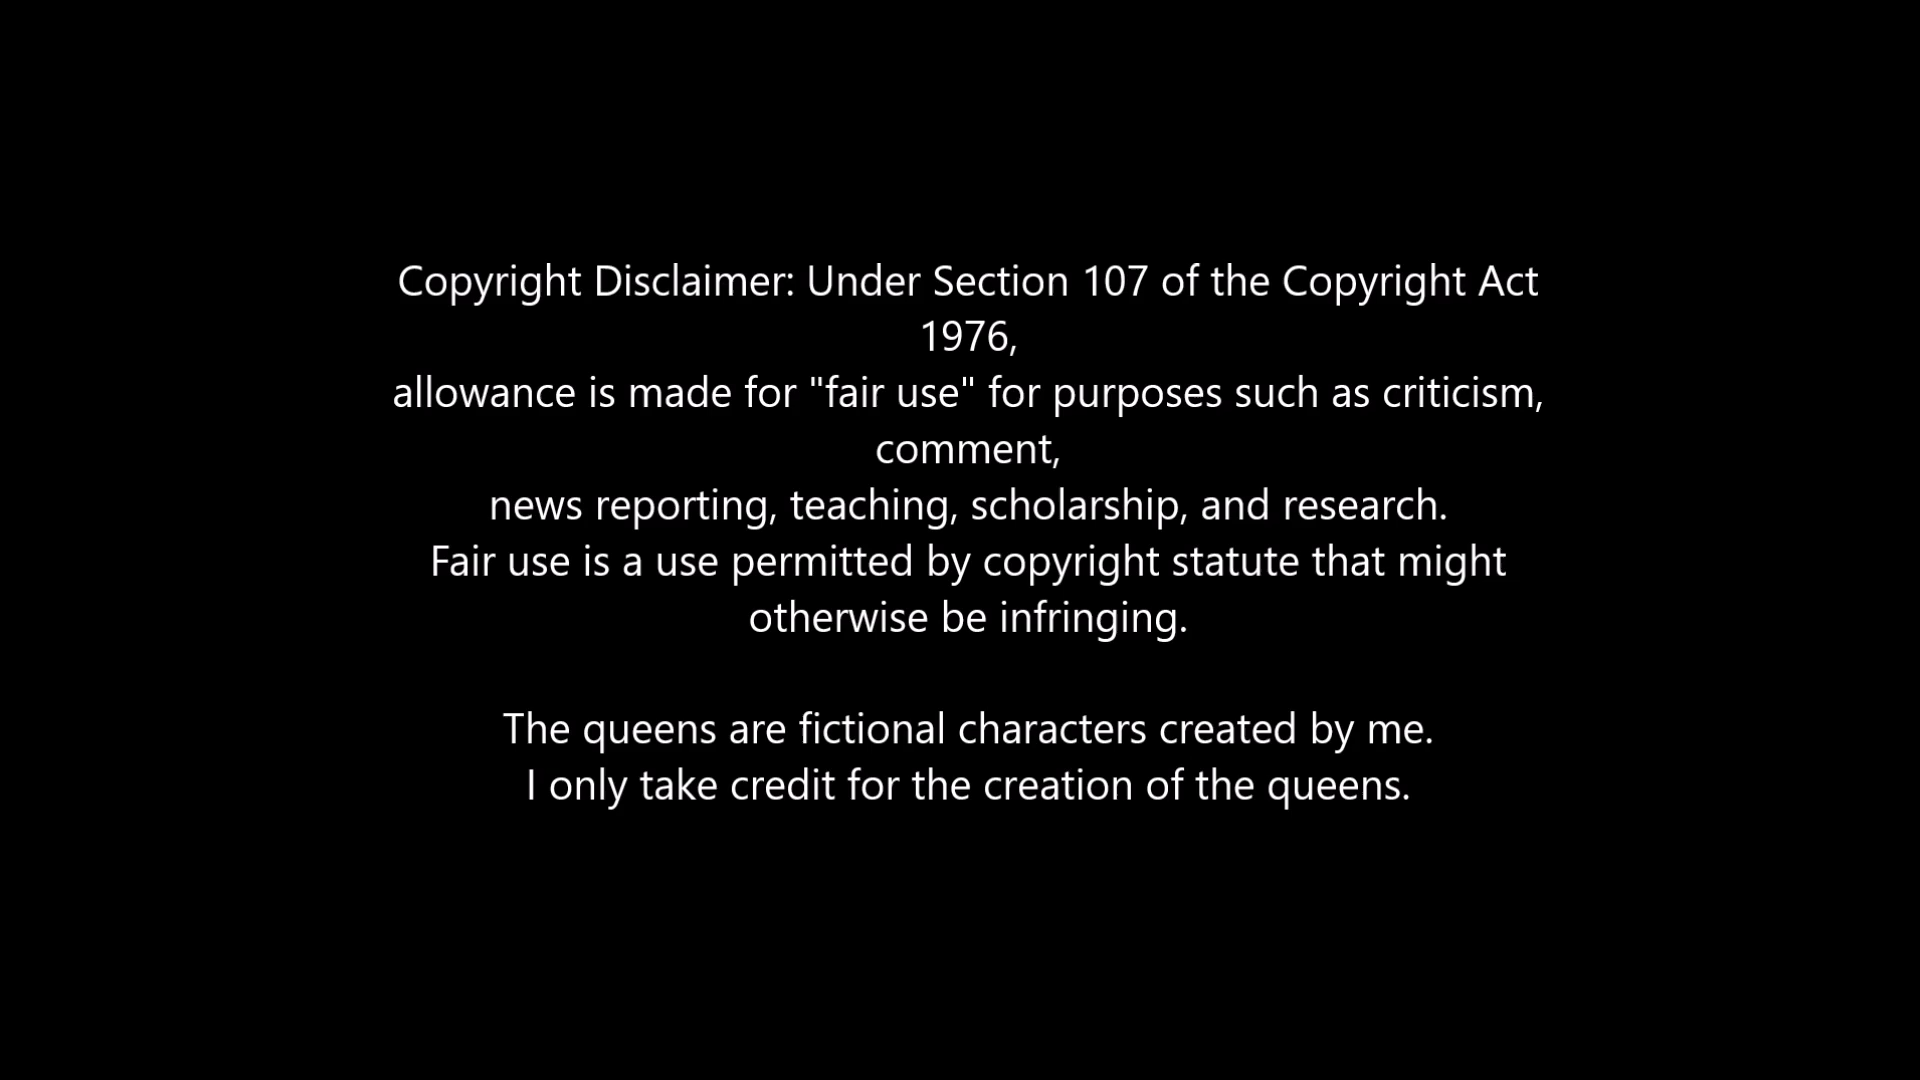 Copyright Disclaimer: Under Section 107 of the Copyright Act
1976,
allowance is made for "fair use" for purposes such as criticism,
comment,
news reporting, teaching, scholarship, and research.
Fair use is a use permitted by copyright statute that might
otherwise be infringing.
The queens are fictional characters created by me.
I only take credit for the creation of the queens.